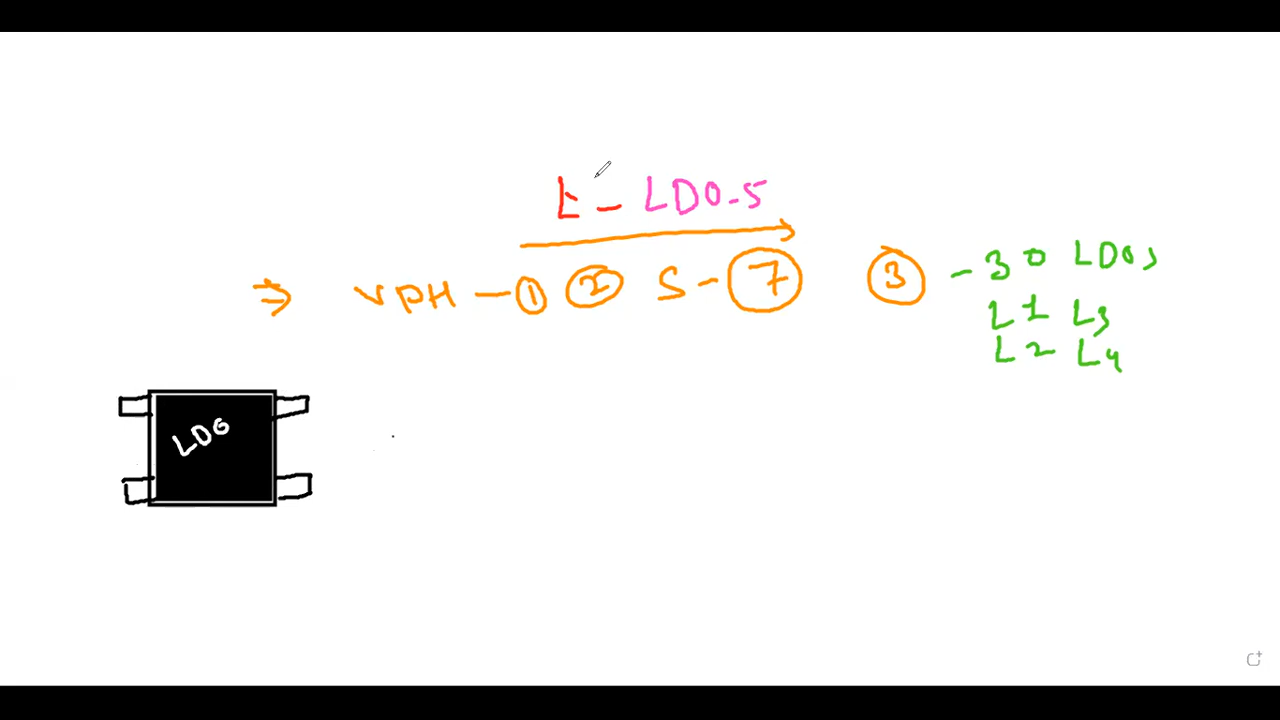 L - LDO-5
⇒ VPH - ① ② S - ⑦ ③ - 30 LDOs
L1 L3
L2 L4
LDO